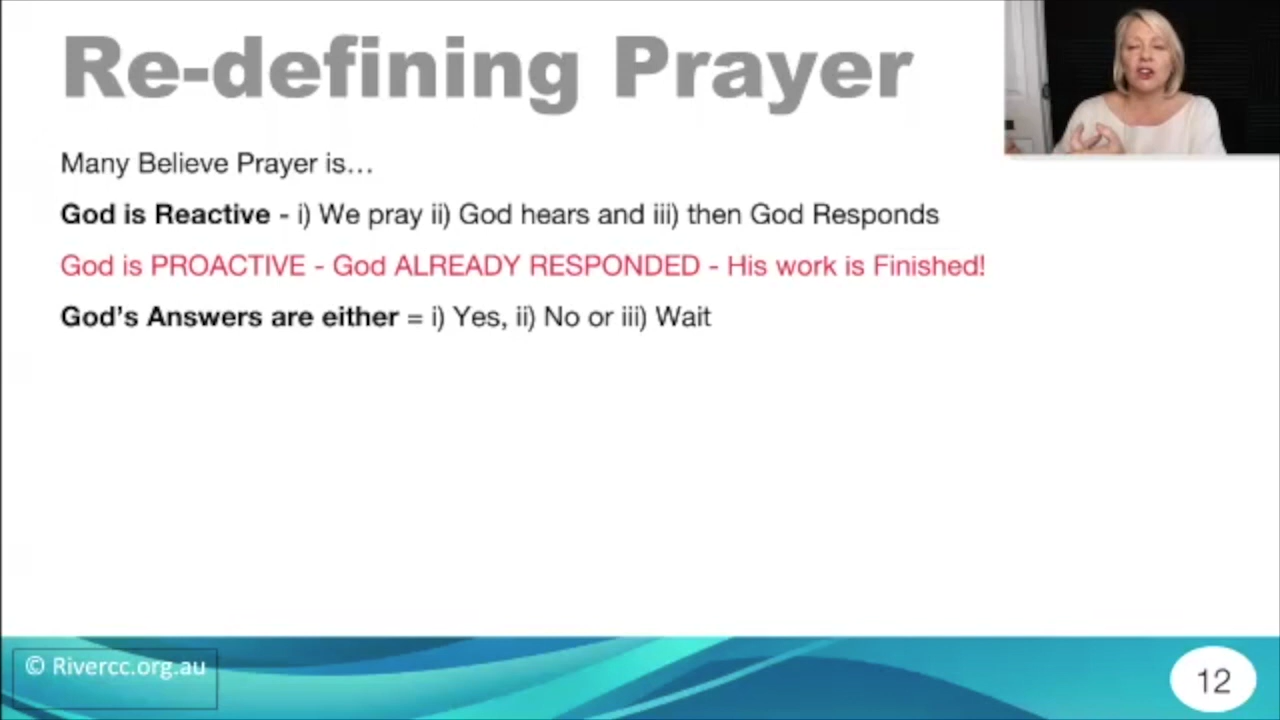 Re-defining Prayer
Many Believe Prayer is…
God is Reactive - i) We pray ii) God hears and iii) then God Responds
God is PROACTIVE - God ALREADY RESPONDED - His work is Finished!
God’s Answers are either = i) Yes, ii) No or iii) Wait
© Rivercc.org.au
12